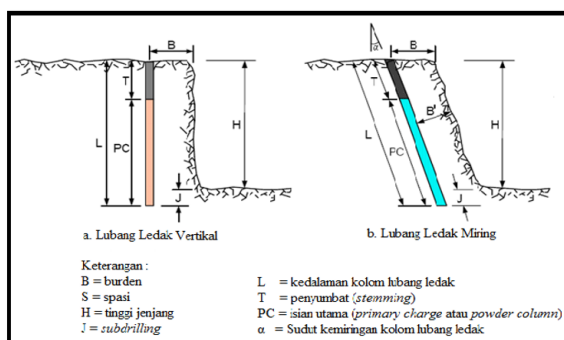 B
T
L
PC
H
J
a. Lubang Ledak Vertikal
α
B
T
B'
L
PC
H
J
b. Lubang Ledak Miring
Keterangan :
B = burden
S = spasi
H = tinggi jenjang
J = subdrilling
L = kedalaman kolom lubang ledak
T = penyumbat (stemming)
PC = isian utama (primary charge atau powder column)
α = Sudut kemiringan kolom lubang ledak